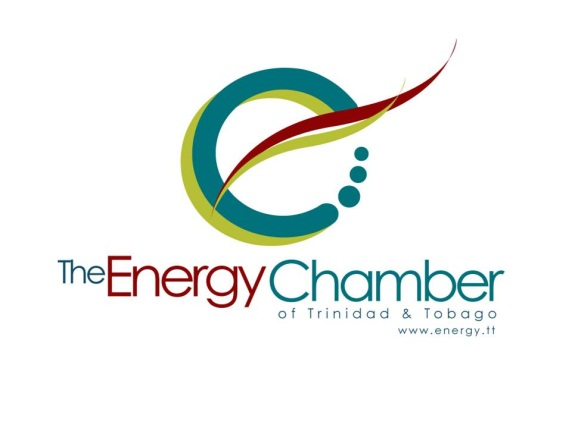 The Energy Chamber
of Trinidad & Tobago
www.energy.tt